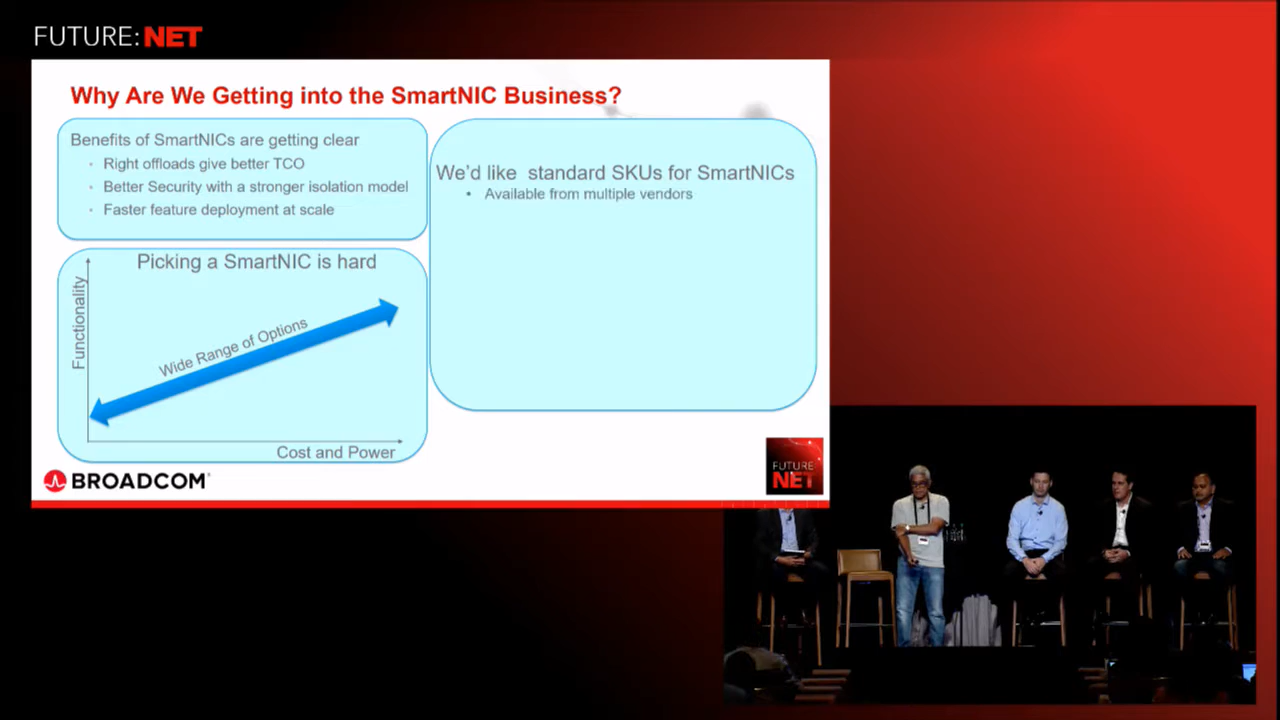 FUTURE:NET
Why Are We Getting into the SmartNIC Business?
Benefits of SmartNICs are getting clear
• Right offloads give better TCO
• Better Security with a stronger isolation model
• Faster feature deployment at scale
We'd like  standard SKUs for SmartNICs
• Available from multiple vendors
Picking a SmartNIC is hard
Functionality
Wide Range of Options
Cost and Power
BROADCOM
FUTURE:
NET